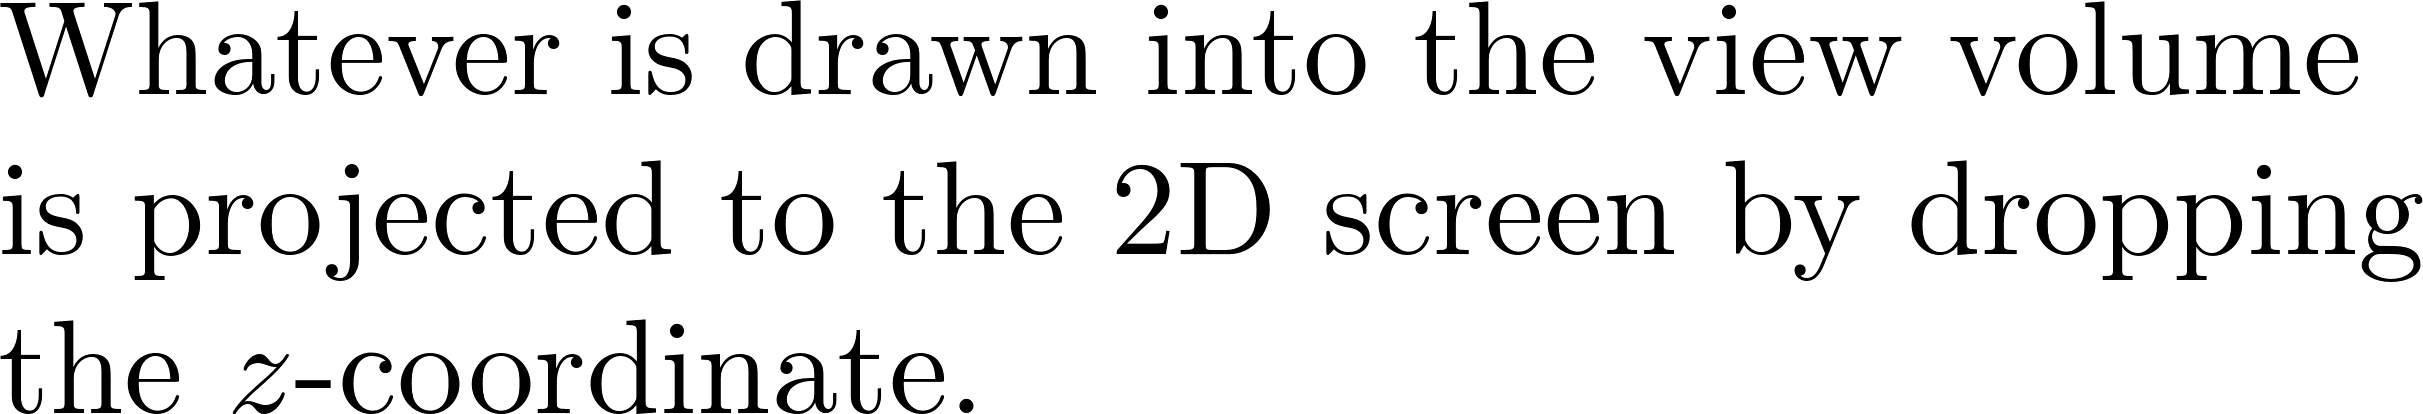 Whatever is drawn into the view volume
is projected to the 2D screen by dropping
the z-coordinate.